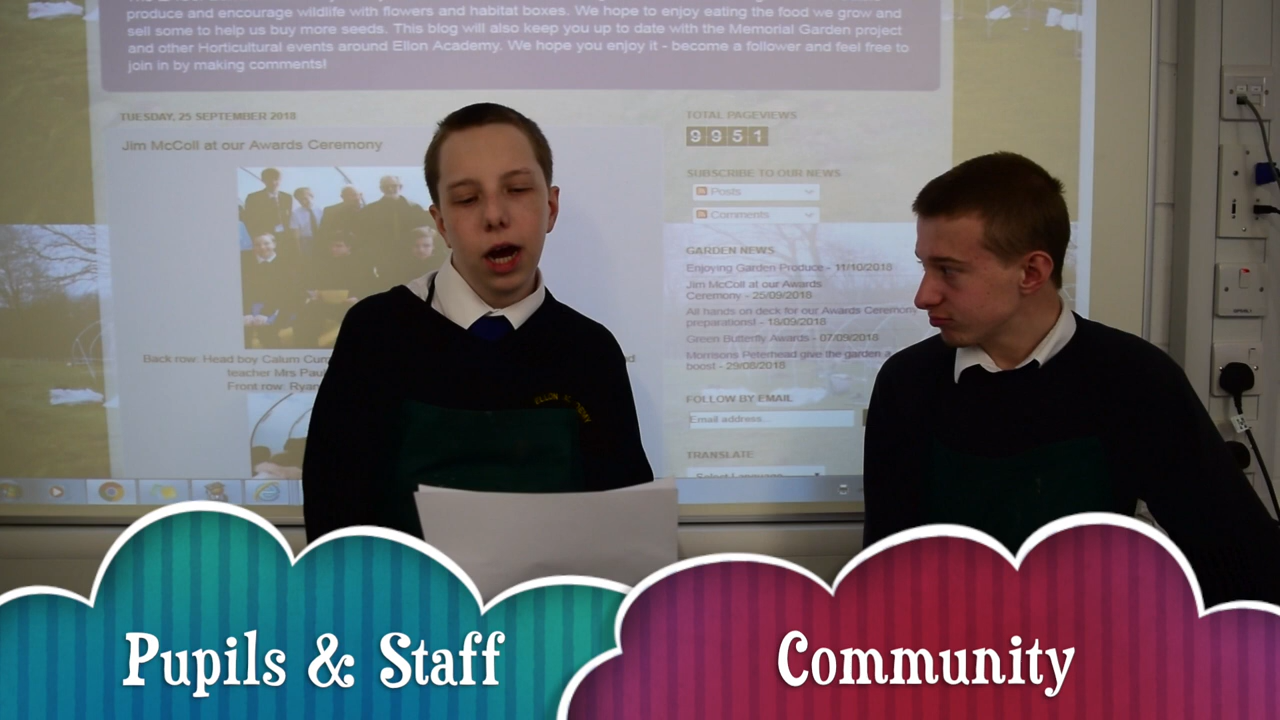 produce and encourage wildlife with flowers and habitat boxes. We hope to enjoy eating the food we grow and
sell some to help us buy more seeds. This blog will also keep you up to date with the Memorial Garden project
and other Horticultural events around Ellon Academy. We hope you enjoy it - become a follower and feel free to
join in by making comments!
TUESDAY, 25 SEPTEMBER 2018
Jim McColl at our Awards Ceremony
Back row: Head boy Calum
teacher Mrs
Front row: Ryan
TOTAL PAGEVIEWS
9951
SUBSCRIBE TO OUR NEWS
Posts
Comments
GARDEN NEWS
Enjoying Garden Produce - 11/10/2018
Jim McColl at our Awards
Ceremony - 25/09/2018
All hands on deck for our Awards Ceremony
preparations! - 18/09/2018
Green Butterfly Awards - 07/09/2018
Morrisons Peterhead give the garden a
boost - 29/08/2018
FOLLOW BY EMAIL
Email address...
TRANSLATE
Select Language
ELLON
Pupils & Staff
Community